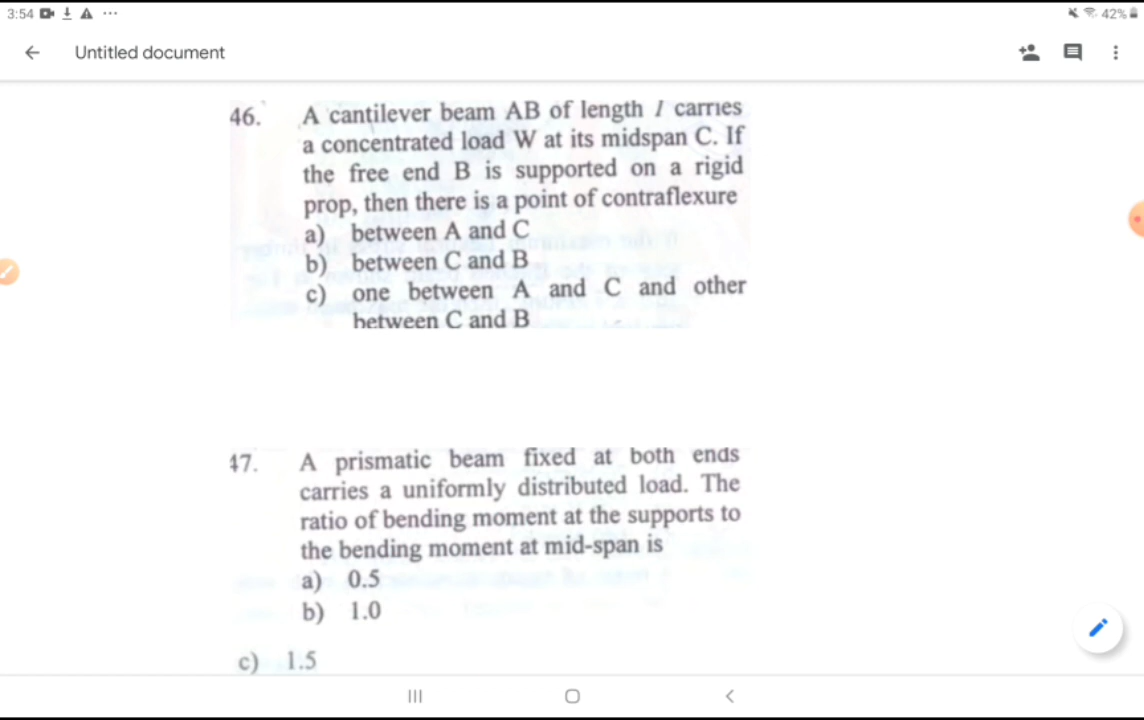 3:54
42%
Untitled document
46. A cantilever beam AB of length l carries
a concentrated load W at its midspan C. If
the free end B is supported on a rigid
prop, then there is a point of contraflexure
a) between A and C
b) between C and B
c) one between A and C and other
between C and B
47. A prismatic beam fixed at both ends
carries a uniformly distributed load. The
ratio of bending moment at the supports to
the bending moment at mid-span is
a) 0.5
b) 1.0
c) 1.5